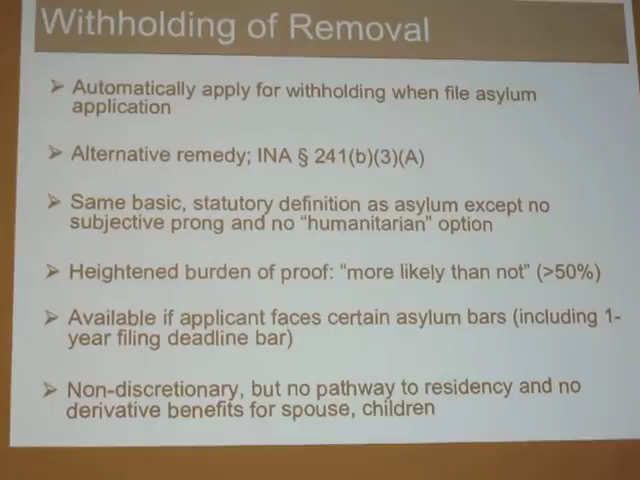 Withholding of Removal
➢ Automatically apply for withholding when file asylum
application
➢ Alternative remedy; INA § 241(b)(3)(A)
➢ Same basic, statutory definition as asylum except no
subjective prong and no “humanitarian” option
➢ Heightened burden of proof: “more likely than not” (>50%)
➢ Available if applicant faces certain asylum bars (including 1-
year filing deadline bar)
➢ Non-discretionary, but no pathway to residency and no
derivative benefits for spouse, children